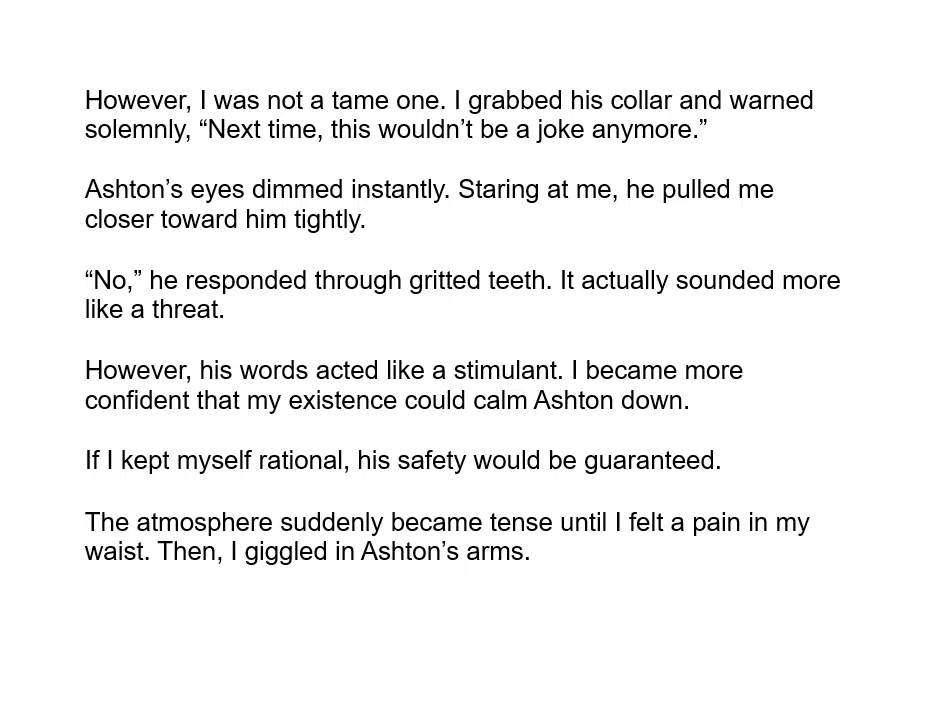 However, I was not a tame one. I grabbed his collar and warned
solemnly, “Next time, this wouldn’t be a joke anymore.”
Ashton’s eyes dimmed instantly. Staring at me, he pulled me
closer toward him tightly.
“No,” he responded through gritted teeth. It actually sounded more
like a threat.
However, his words acted like a stimulant. I became more
confident that my existence could calm Ashton down.
If I kept myself rational, his safety would be guaranteed.
The atmosphere suddenly became tense until I felt a pain in my
waist. Then, I giggled in Ashton’s arms.